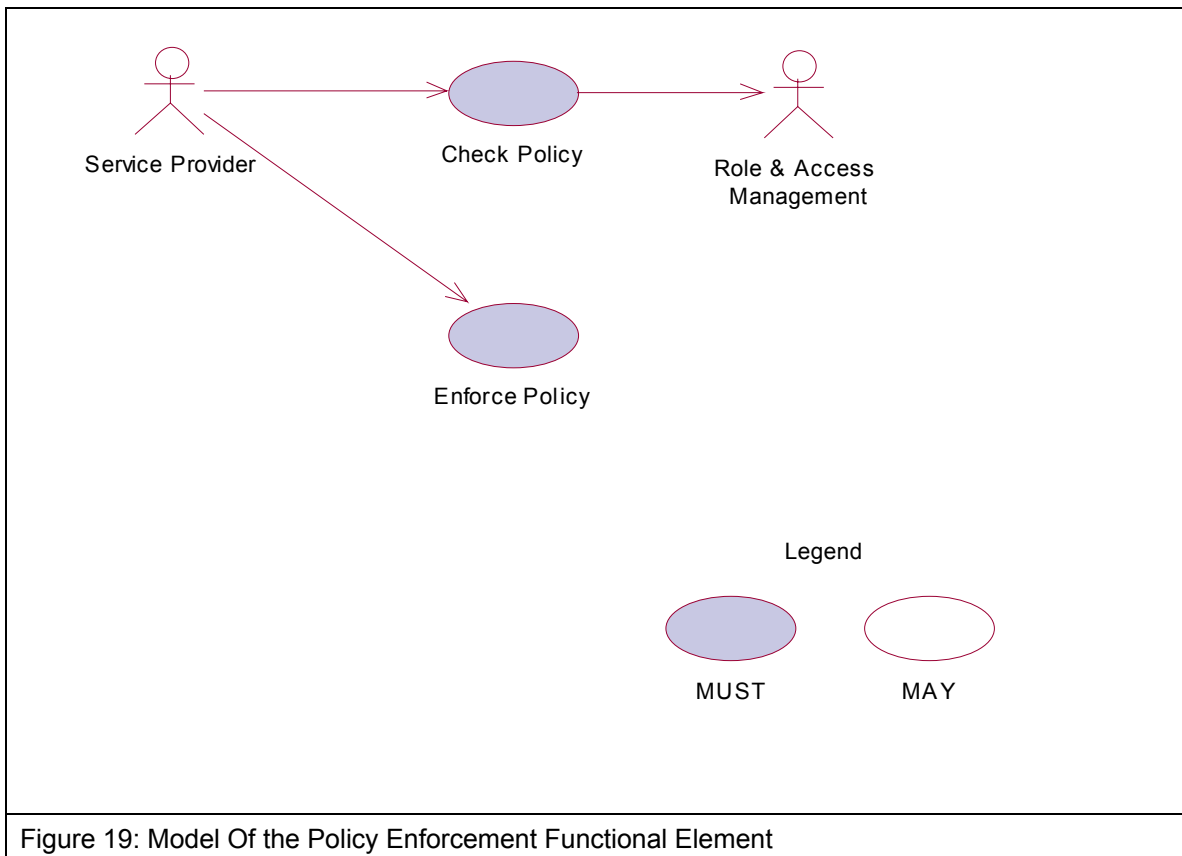 Service Provider
Check Policy
Role & Access
Management
Enforce Policy
Legend
MUST
MAY
Figure 19: Model Of the Policy Enforcement Functional Element